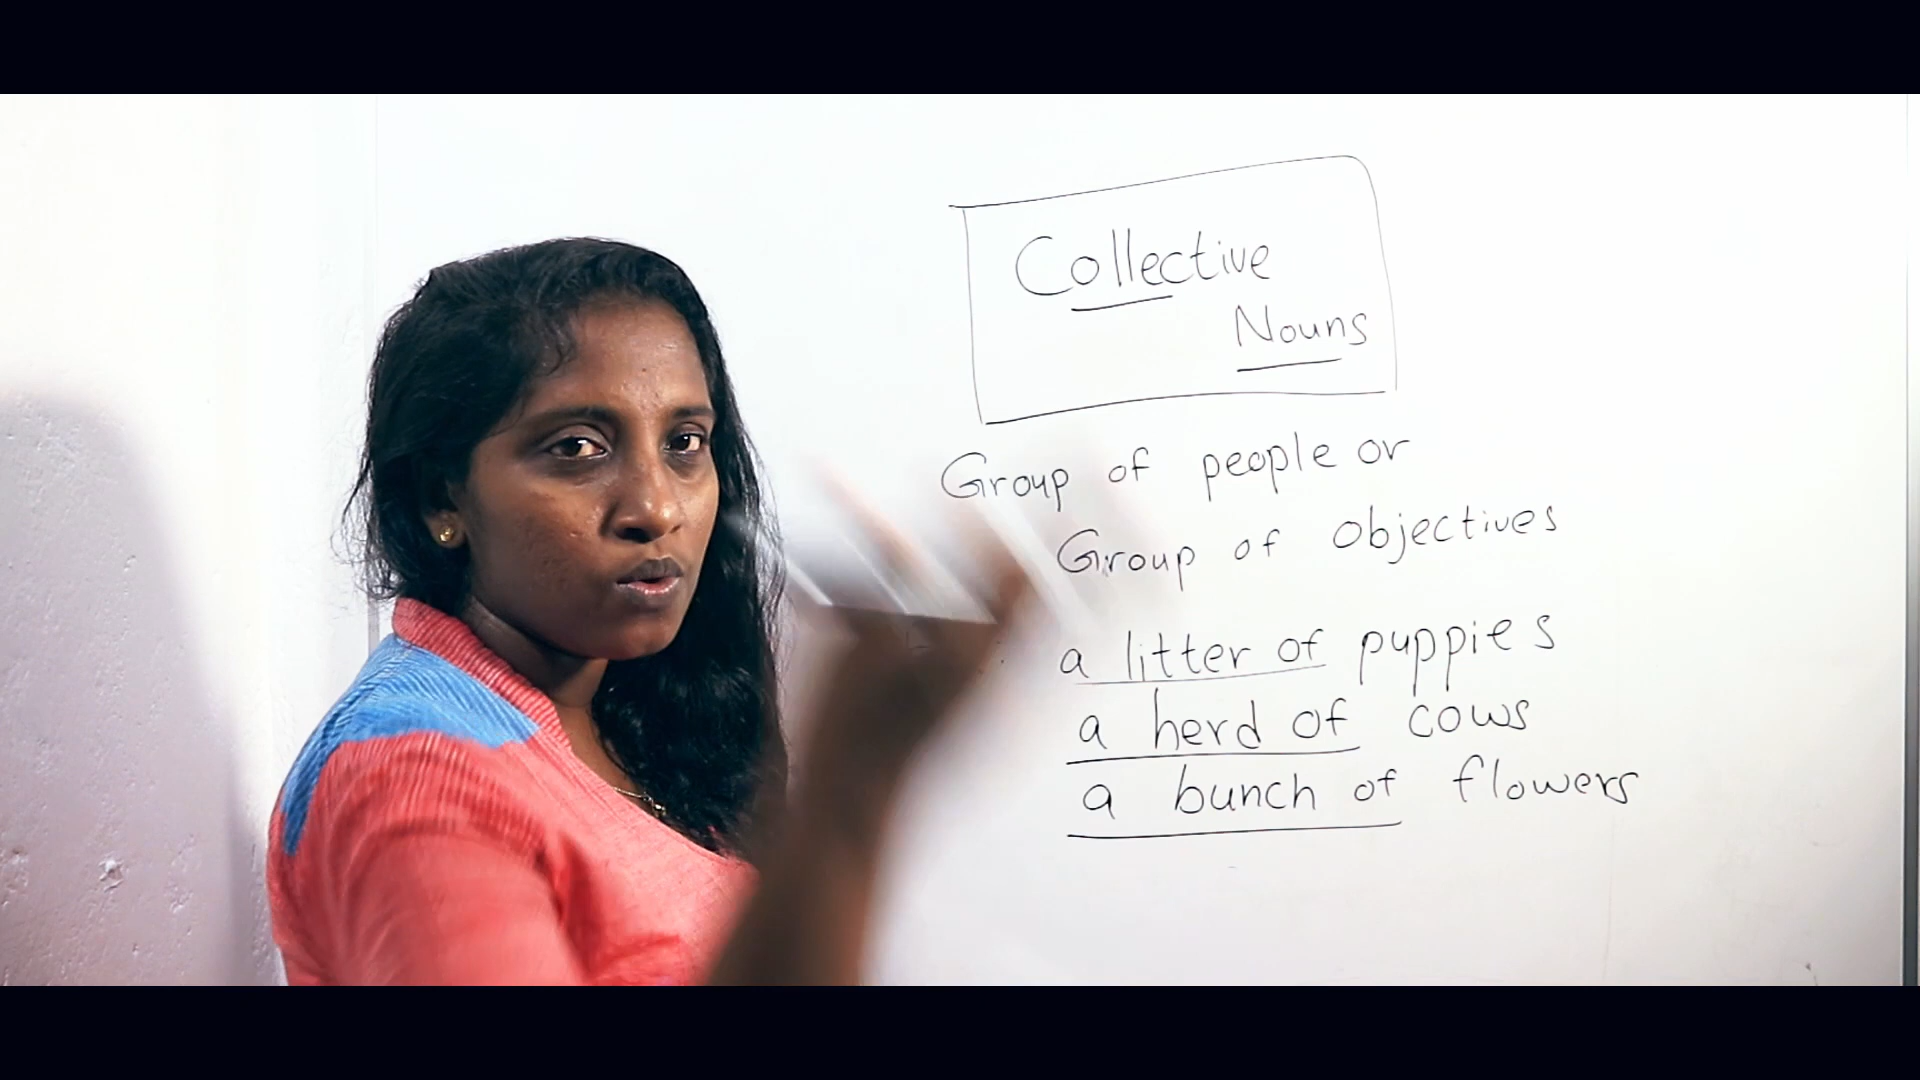 Collective
Nouns
Group of people or
Group of objectives
a litter of puppies
a herd of cows
a bunch of flowers